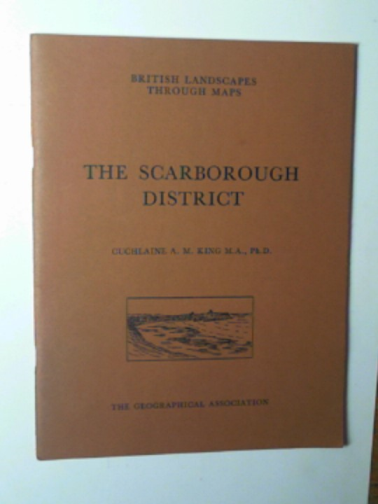 BRITISH LANDSCAPES
THROUGH MAPS
THE SCARBOROUGH
DISTRICT
CUCHLAINE A. M. KING M.A., Ph.D.
THE GEOGRAPHICAL ASSOCIATION